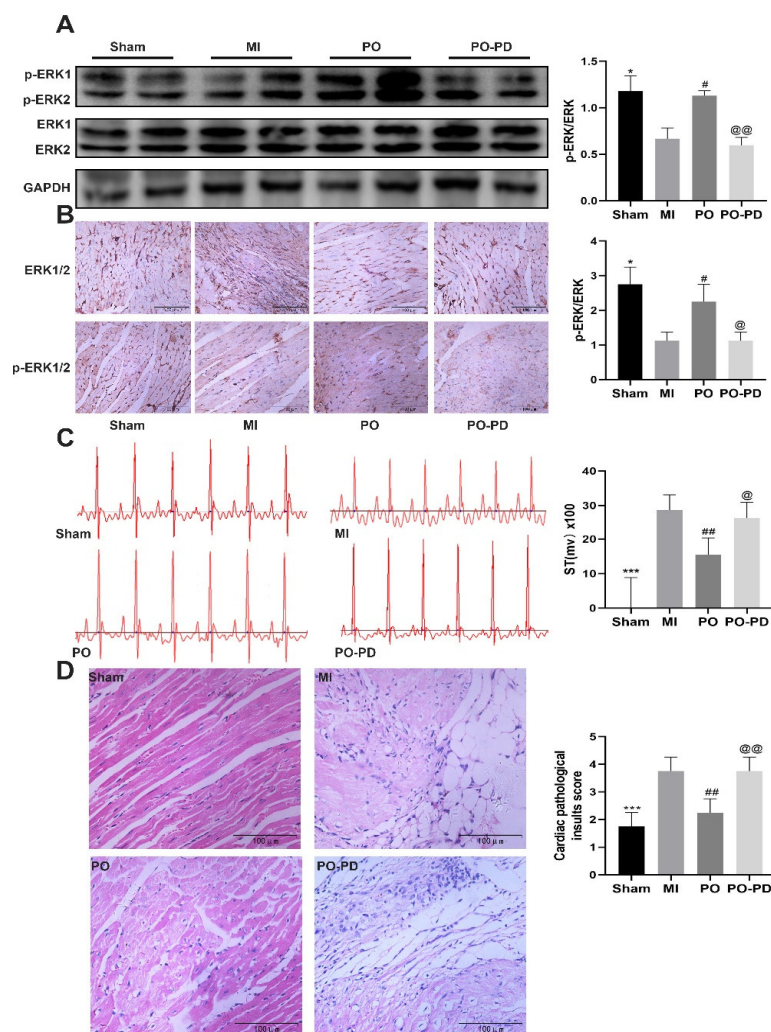 A
Sham MI PO PO-PD
p-ERK1
p-ERK2
ERK1
ERK2
GAPDH
p-ERK/ERK
1.5
1.0
0.5
0.0
*
#
@@
Sham MI PO PO-PD
B
ERK1/2
p-ERK1/2
100 μm
Sham MI PO PO-PD
p-ERK/ERK
4
3
2
1
0
*
#
@
Sham MI PO PO-PD
C
Sham
MI
PO
PO-PD
ST(mv) x100
40
30
20
10
0
***
##
@
Sham MI PO PO-PD
D
Sham
100 μm
MI
100 μm
PO
100 μm
PO-PD
100 μm
Cardiac pathological
insults score
5
4
3
2
1
0
***
##
@@
Sham MI PO PO-PD